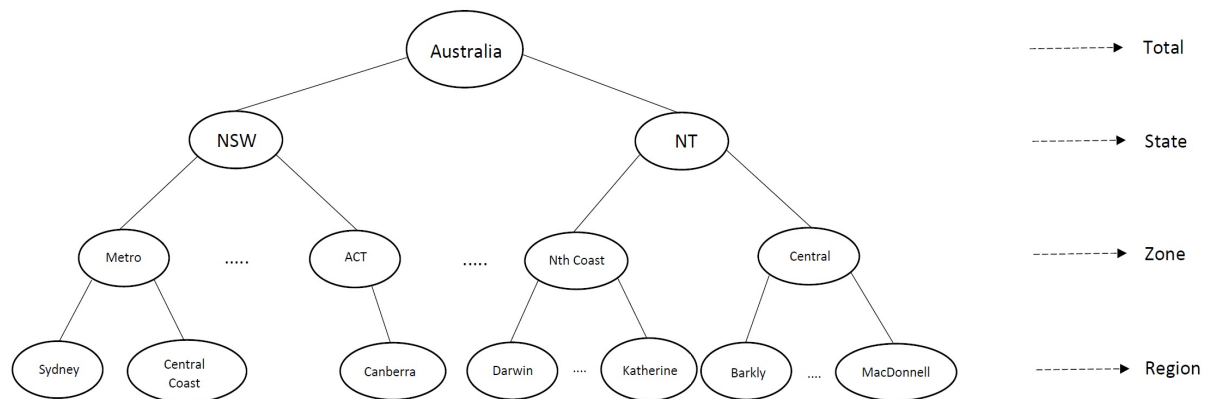 Australia
Total
NSW
NT
State
Metro
.....
ACT
.....
Nth Coast
Central
Zone
Sydney
Central
Coast
Canberra
Darwin
....
Katherine
Barkly
....
MacDonnell
Region